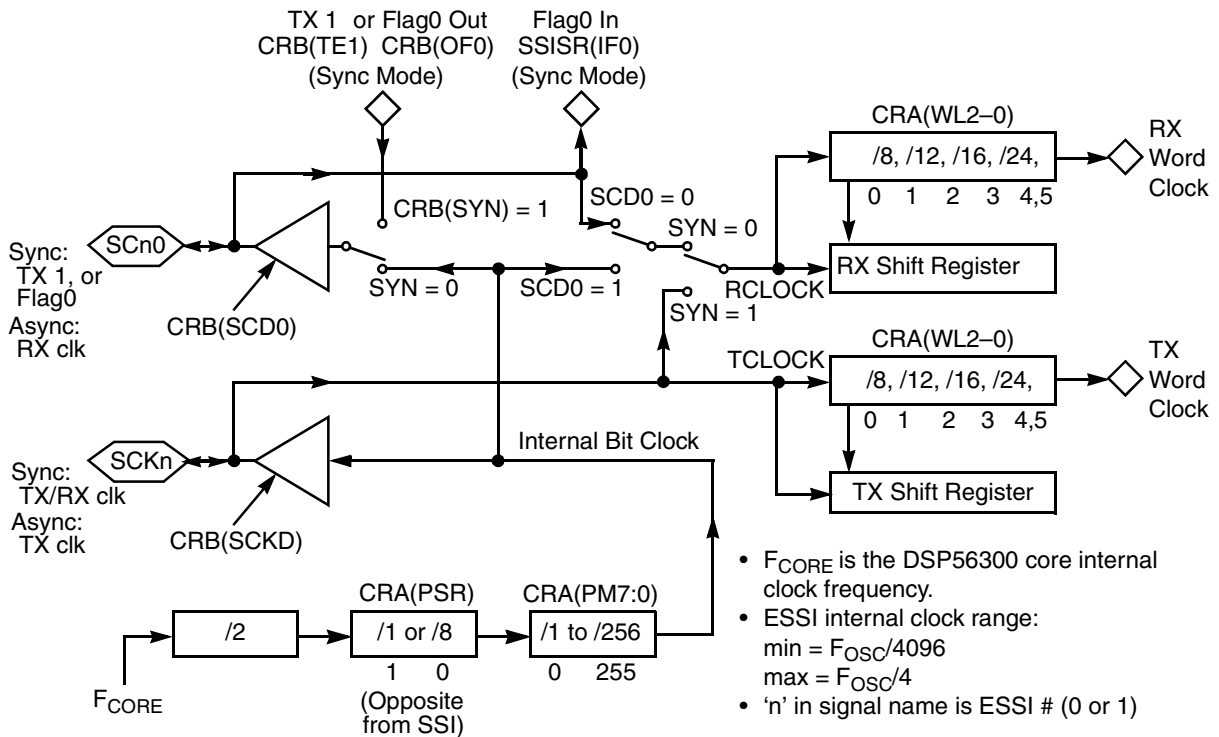 TX 1 or Flag0 Out
CRB(TE1) CRB(OF0)
(Sync Mode)
Flag0 In
SSISR(IF0)
(Sync Mode)
CRA(WL2–0)
/8, /12, /16, /24,
0 1 2 3 4,5
RX
Word
Clock
SCD0 = 0
CRB(SYN) = 1
SYN = 0
SCn0
Sync:
TX 1, or
Flag0
Async:
RX clk
CRB(SCD0)
SYN = 0
SCD0 = 1
RCLOCK
RX Shift Register
SYN = 1
CRA(WL2–0)
TCLOCK
/8, /12, /16, /24,
0 1 2 3 4,5
TX
Word
Clock
Internal Bit Clock
SCKn
Sync:
TX/RX clk
Async:
TX clk
CRB(SCKD)
TX Shift Register
CRA(PSR)
CRA(PM7:0)
/2
/1 or /8
/1 to /256
1 0
0 255
(Opposite
from SSI)
FCORE
• FCORE is the DSP56300 core internal
clock frequency.
• ESSI internal clock range:
min = FOSC/4096
max = FOSC/4
• ‘n’ in signal name is ESSI # (0 or 1)